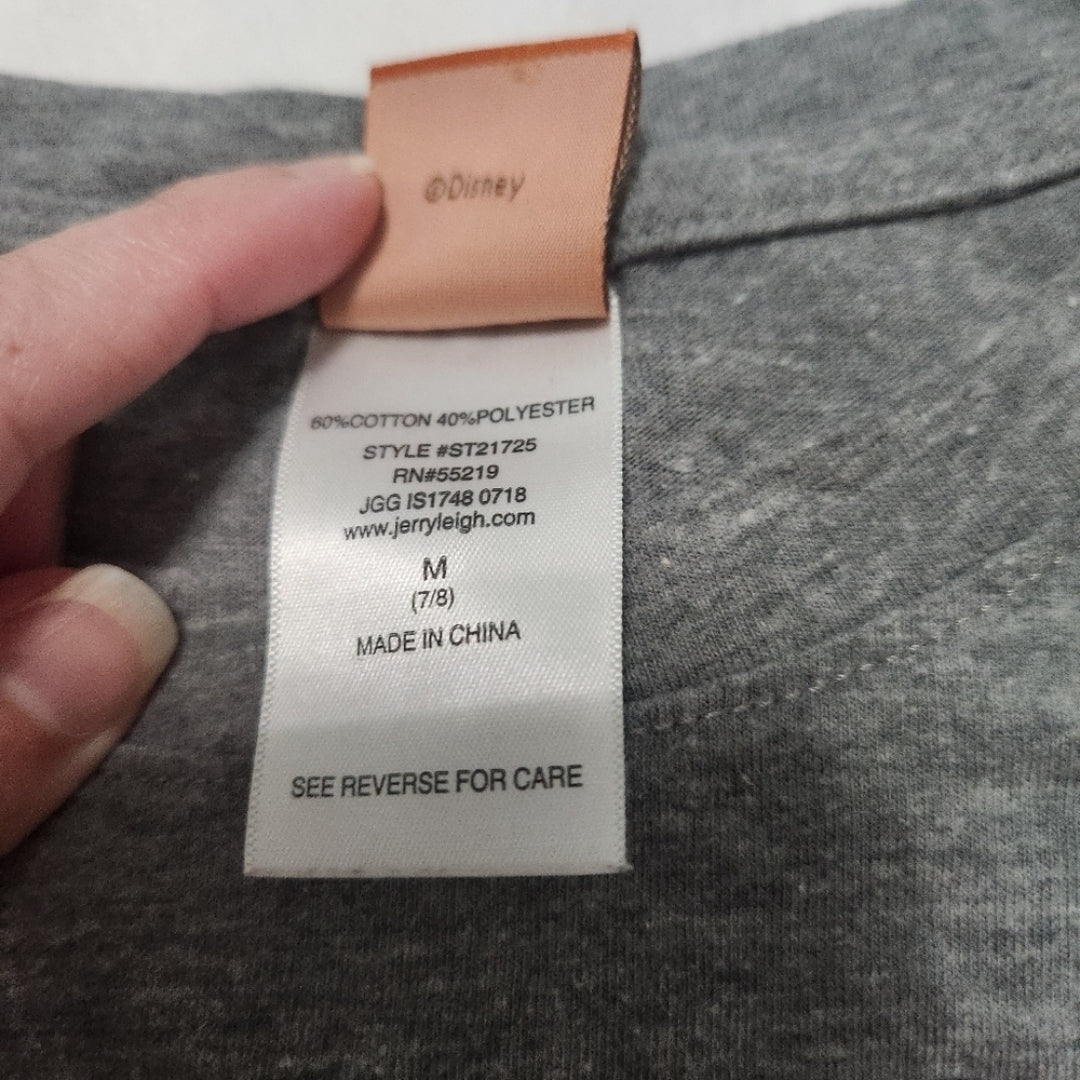 ©Disney
60%COTTON 40%POLYESTER
STYLE #ST21725
RN#55219
JGG IS1748 0718
www.jerryleigh.com
M
(7/8)
MADE IN CHINA
SEE REVERSE FOR CARE